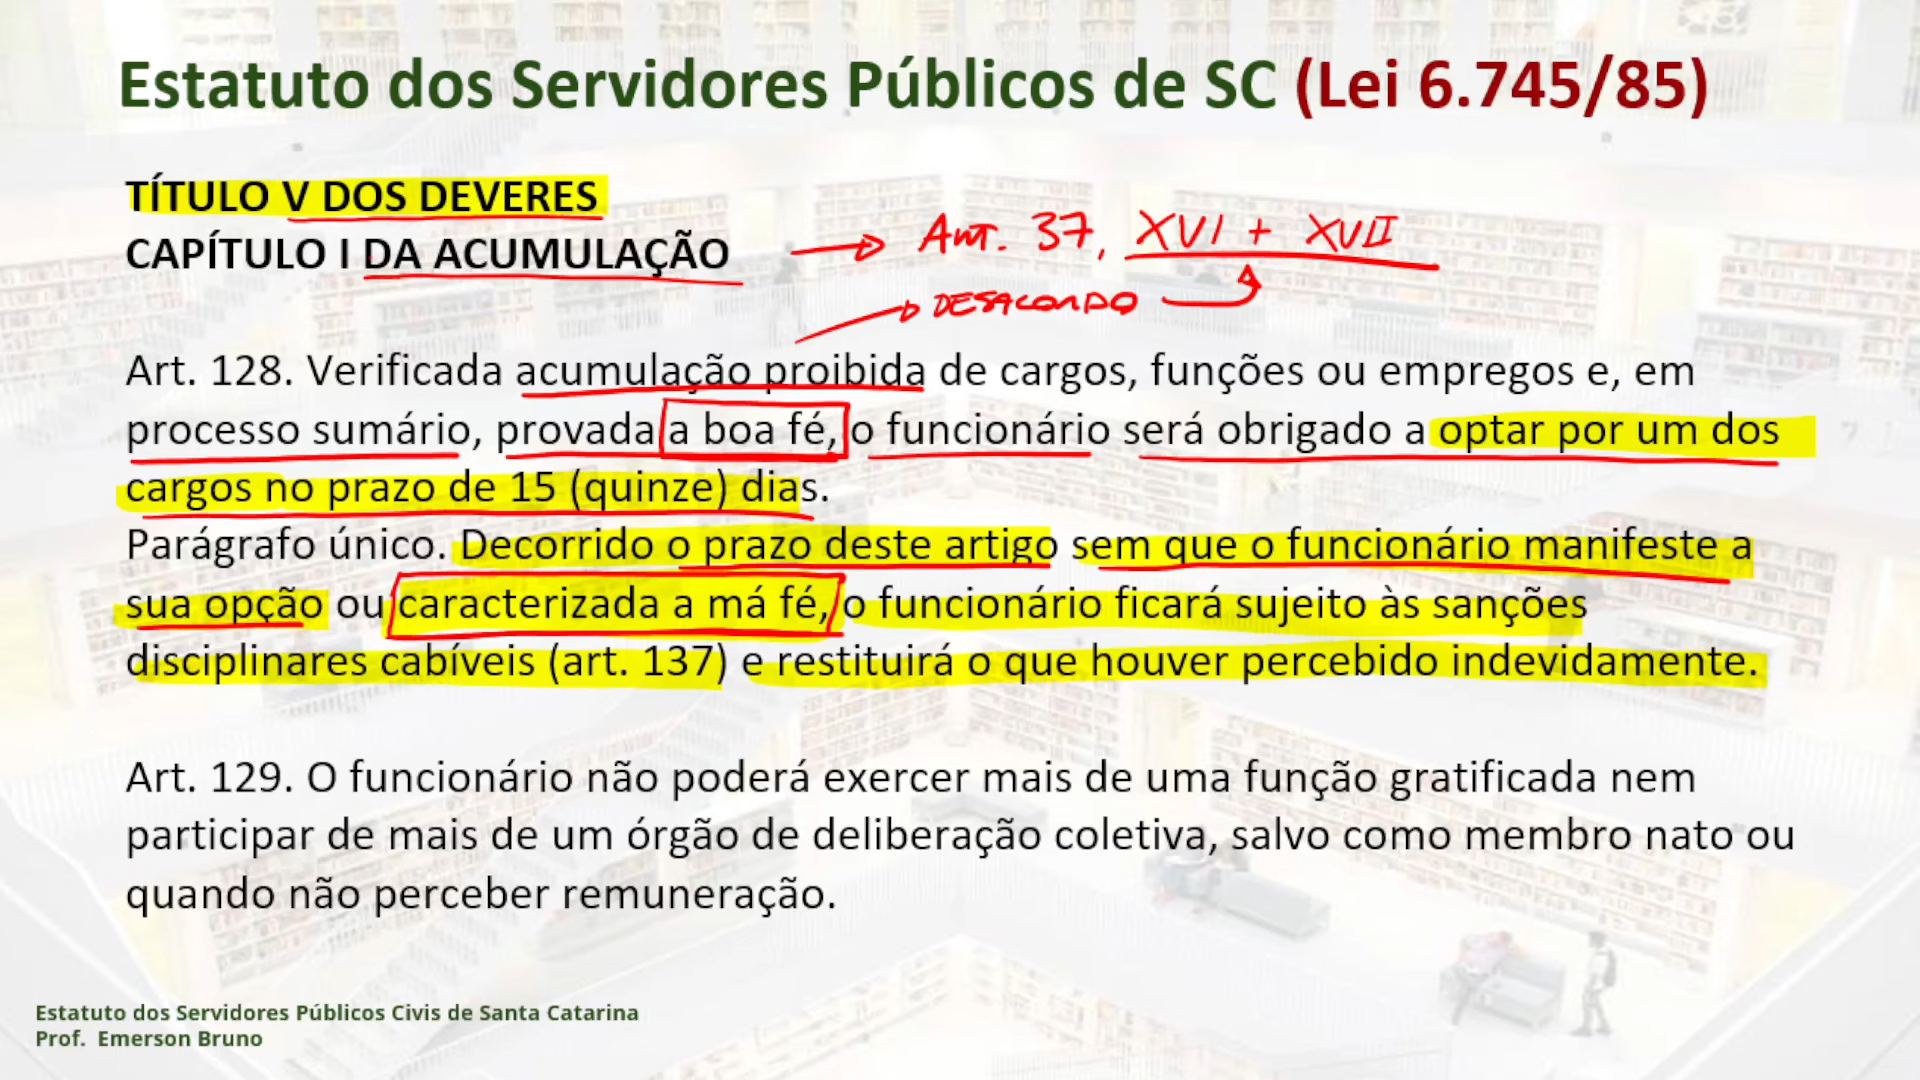 Estatuto dos Servidores Públicos de SC (Lei 6.745/85)
TÍTULO V DOS DEVERES
CAPÍTULO I DA ACUMULAÇÃO → Art. 37, XVI + XVII
→ DESACORDO
Art. 128. Verificada acumulação proibida de cargos, funções ou empregos e, em
processo sumário, provada a boa fé, o funcionário será obrigado a optar por um dos
cargos no prazo de 15 (quinze) dias.
Parágrafo único. Decorrido o prazo deste artigo sem que o funcionário manifeste a
sua opção ou caracterizada a má fé, o funcionário ficará sujeito às sanções
disciplinares cabíveis (art. 137) e restituirá o que houver percebido indevidamente.
Art. 129. O funcionário não poderá exercer mais de uma função gratificada nem
participar de mais de um órgão de deliberação coletiva, salvo como membro nato ou
quando não perceber remuneração.
Estatuto dos Servidores Públicos Civis de Santa Catarina
Prof. Emerson Bruno